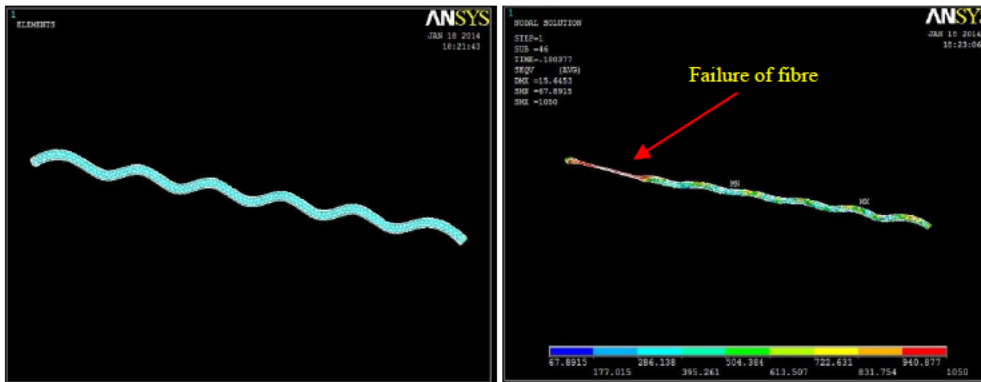 1
ELEMENTS
ANSYS
JAN 18 2014
18:21:43
1
NODAL SOLUTION
STEP=1
SUB =46
TIME=.180377
SEQV (AVG)
DMX =15.6453
SMN =67.8915
SMX =1050
ANSYS
JAN 18 2014
18:23:06
Failure of fibre
MN
MX
67.8915 286.138 504.384 722.631 940.877
177.015 395.261 613.507 831.754 1050